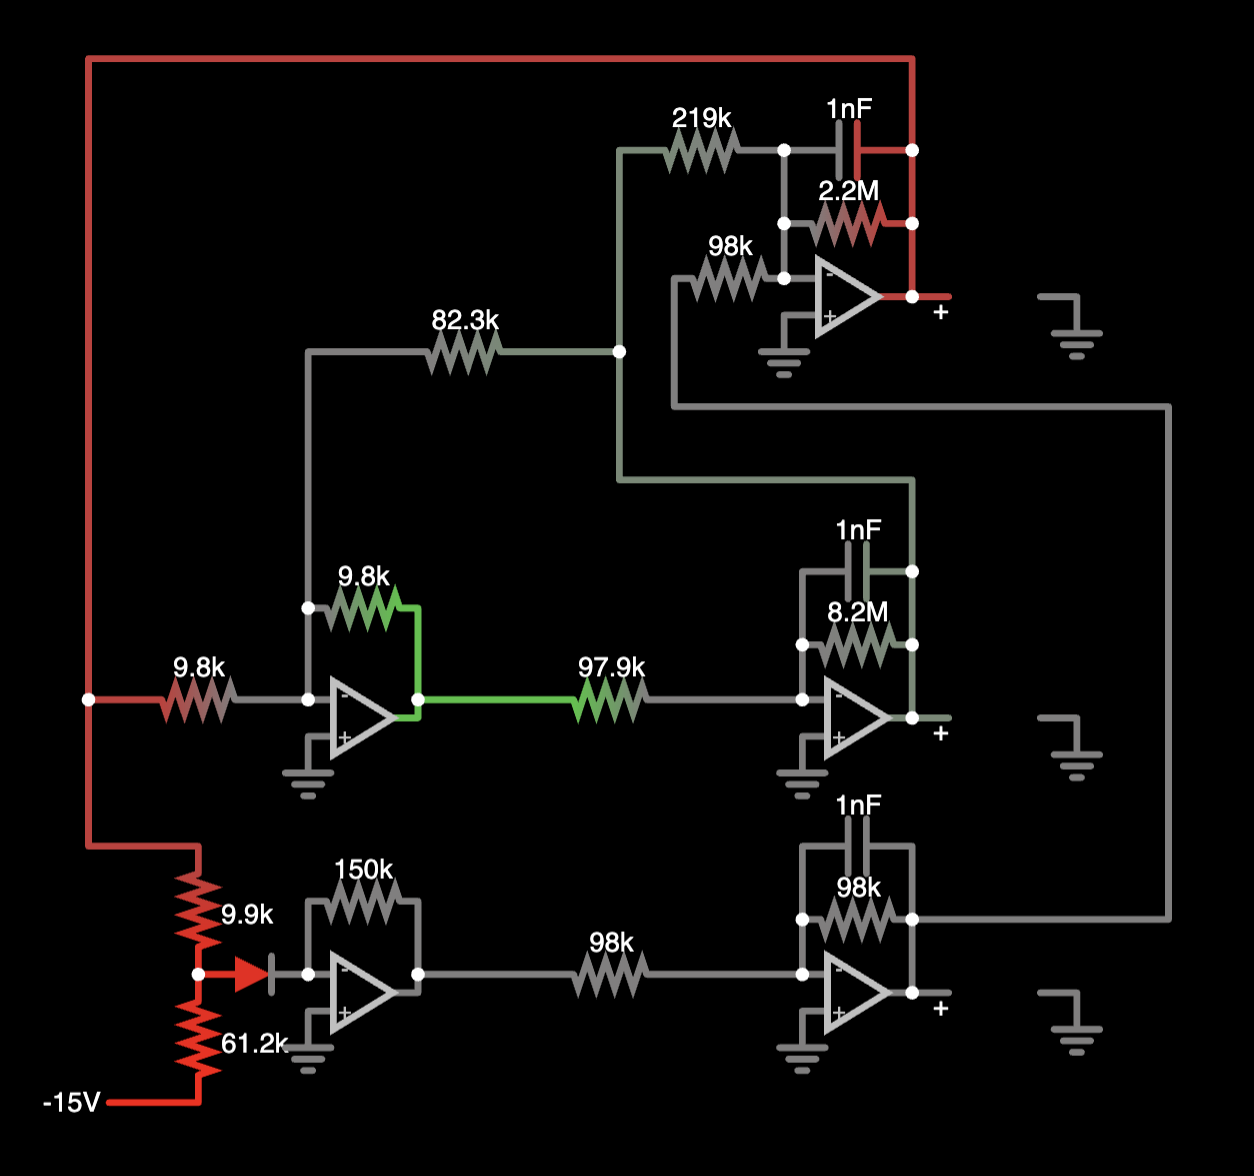 1nF
219k
2.2M
98k
-
+
+
82.3k
1nF
9.8k
8.2M
9.8k
97.9k
-
-
+
+
+
1nF
150k
98k
9.9k
98k
-
-
+
+
+
61.2k
-15V